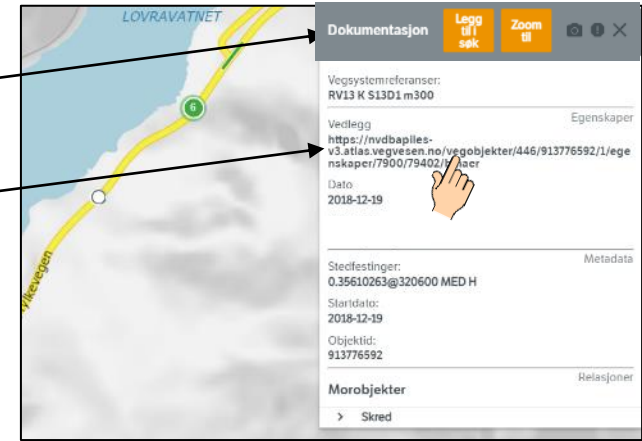 LOVRAVATNET
6
ylkevegen
Dokumentasjon
Legg
til i
søk
Zoom
til
Vegsystemreferanser:
RV13 K S13D1 m300
Egenskaper
Vedlegg
https://nvdbapiles-
v3.atlas.vegvesen.no/vegobjekter/446/913776592/1/ege
nskaper/7900/79402/
Dato
2018-12-19
Metadata
Stedfestinger:
0.35610263@320600 MED H
Startdato:
2018-12-19
Objektid:
913776592
Relasjoner
Morobjekter
> Skred